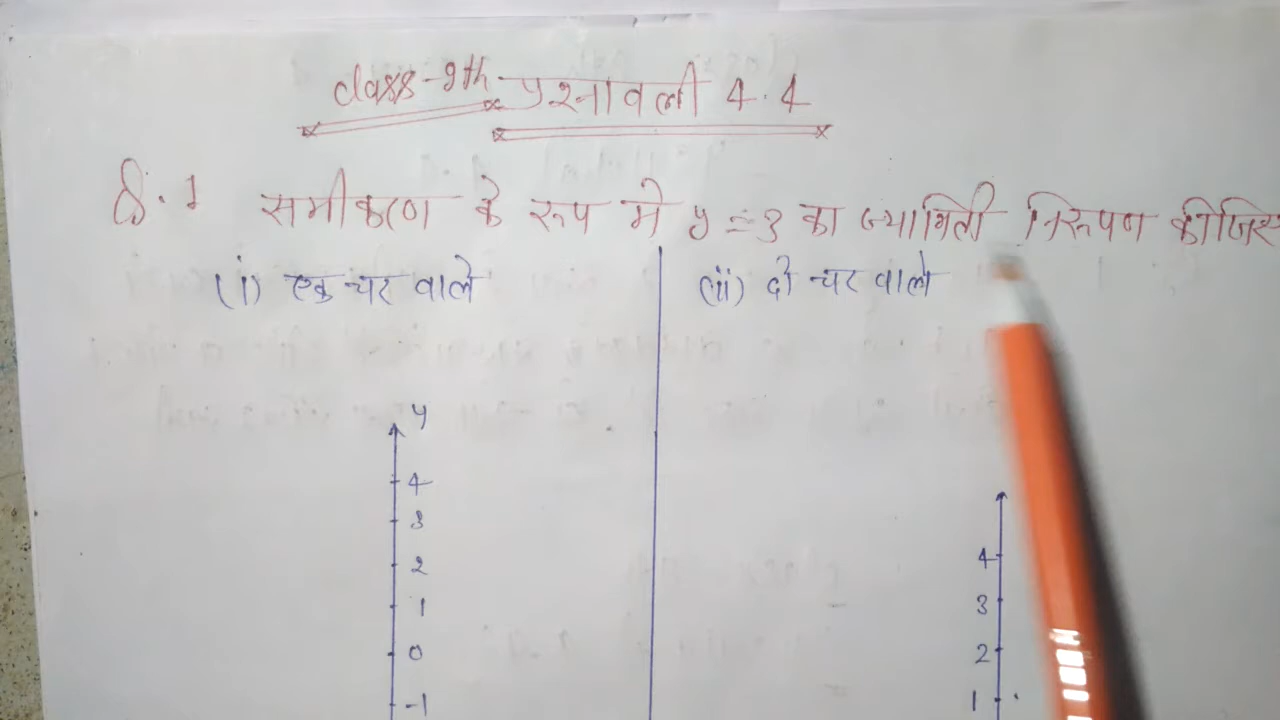 class-9th प्रश्नावली 4.4
Q.1 समीकरण के रूप मे y = 3 का ज्यामिती निरूपण कीजिए
(i) एक चर वाले
(ii) दो चर वाले
y
4
3
2
1
0
-1
4
3
2
1